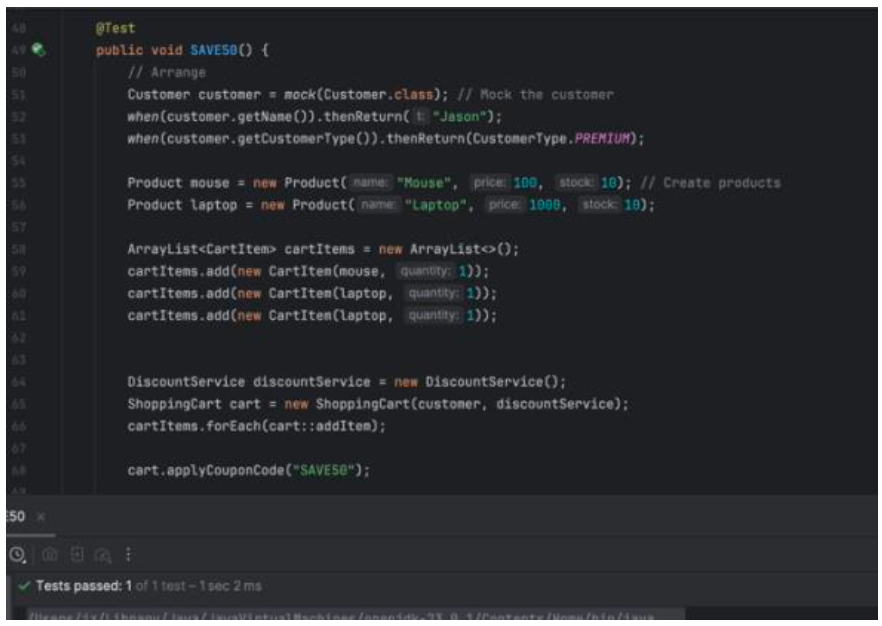 48 @Test
49 public void SAVE50() {
50 // Arrange
51 Customer customer = mock(Customer.class); // Mock the customer
52 when(customer.getName()).thenReturn( t: "Jason");
53 when(customer.getCustomerType()).thenReturn(CustomerType.PREMIUM);
54
55 Product mouse = new Product( name: "Mouse", price: 100, stock: 10); // Create products
56 Product laptop = new Product( name: "Laptop", price: 1000, stock: 10);
57
58 ArrayList<CartItem> cartItems = new ArrayList<>();
59 cartItems.add(new CartItem(mouse, quantity: 1));
60 cartItems.add(new CartItem(laptop, quantity: 1));
61 cartItems.add(new CartItem(laptop, quantity: 1));
62
63
64 DiscountService discountService = new DiscountService();
65 ShoppingCart cart = new ShoppingCart(customer, discountService);
66 cartItems.forEach(cart::addItem);
67
68 cart.applyCouponCode("SAVE50");
69
E50 ×
Tests passed: 1 of 1 test – 1 sec 2 ms